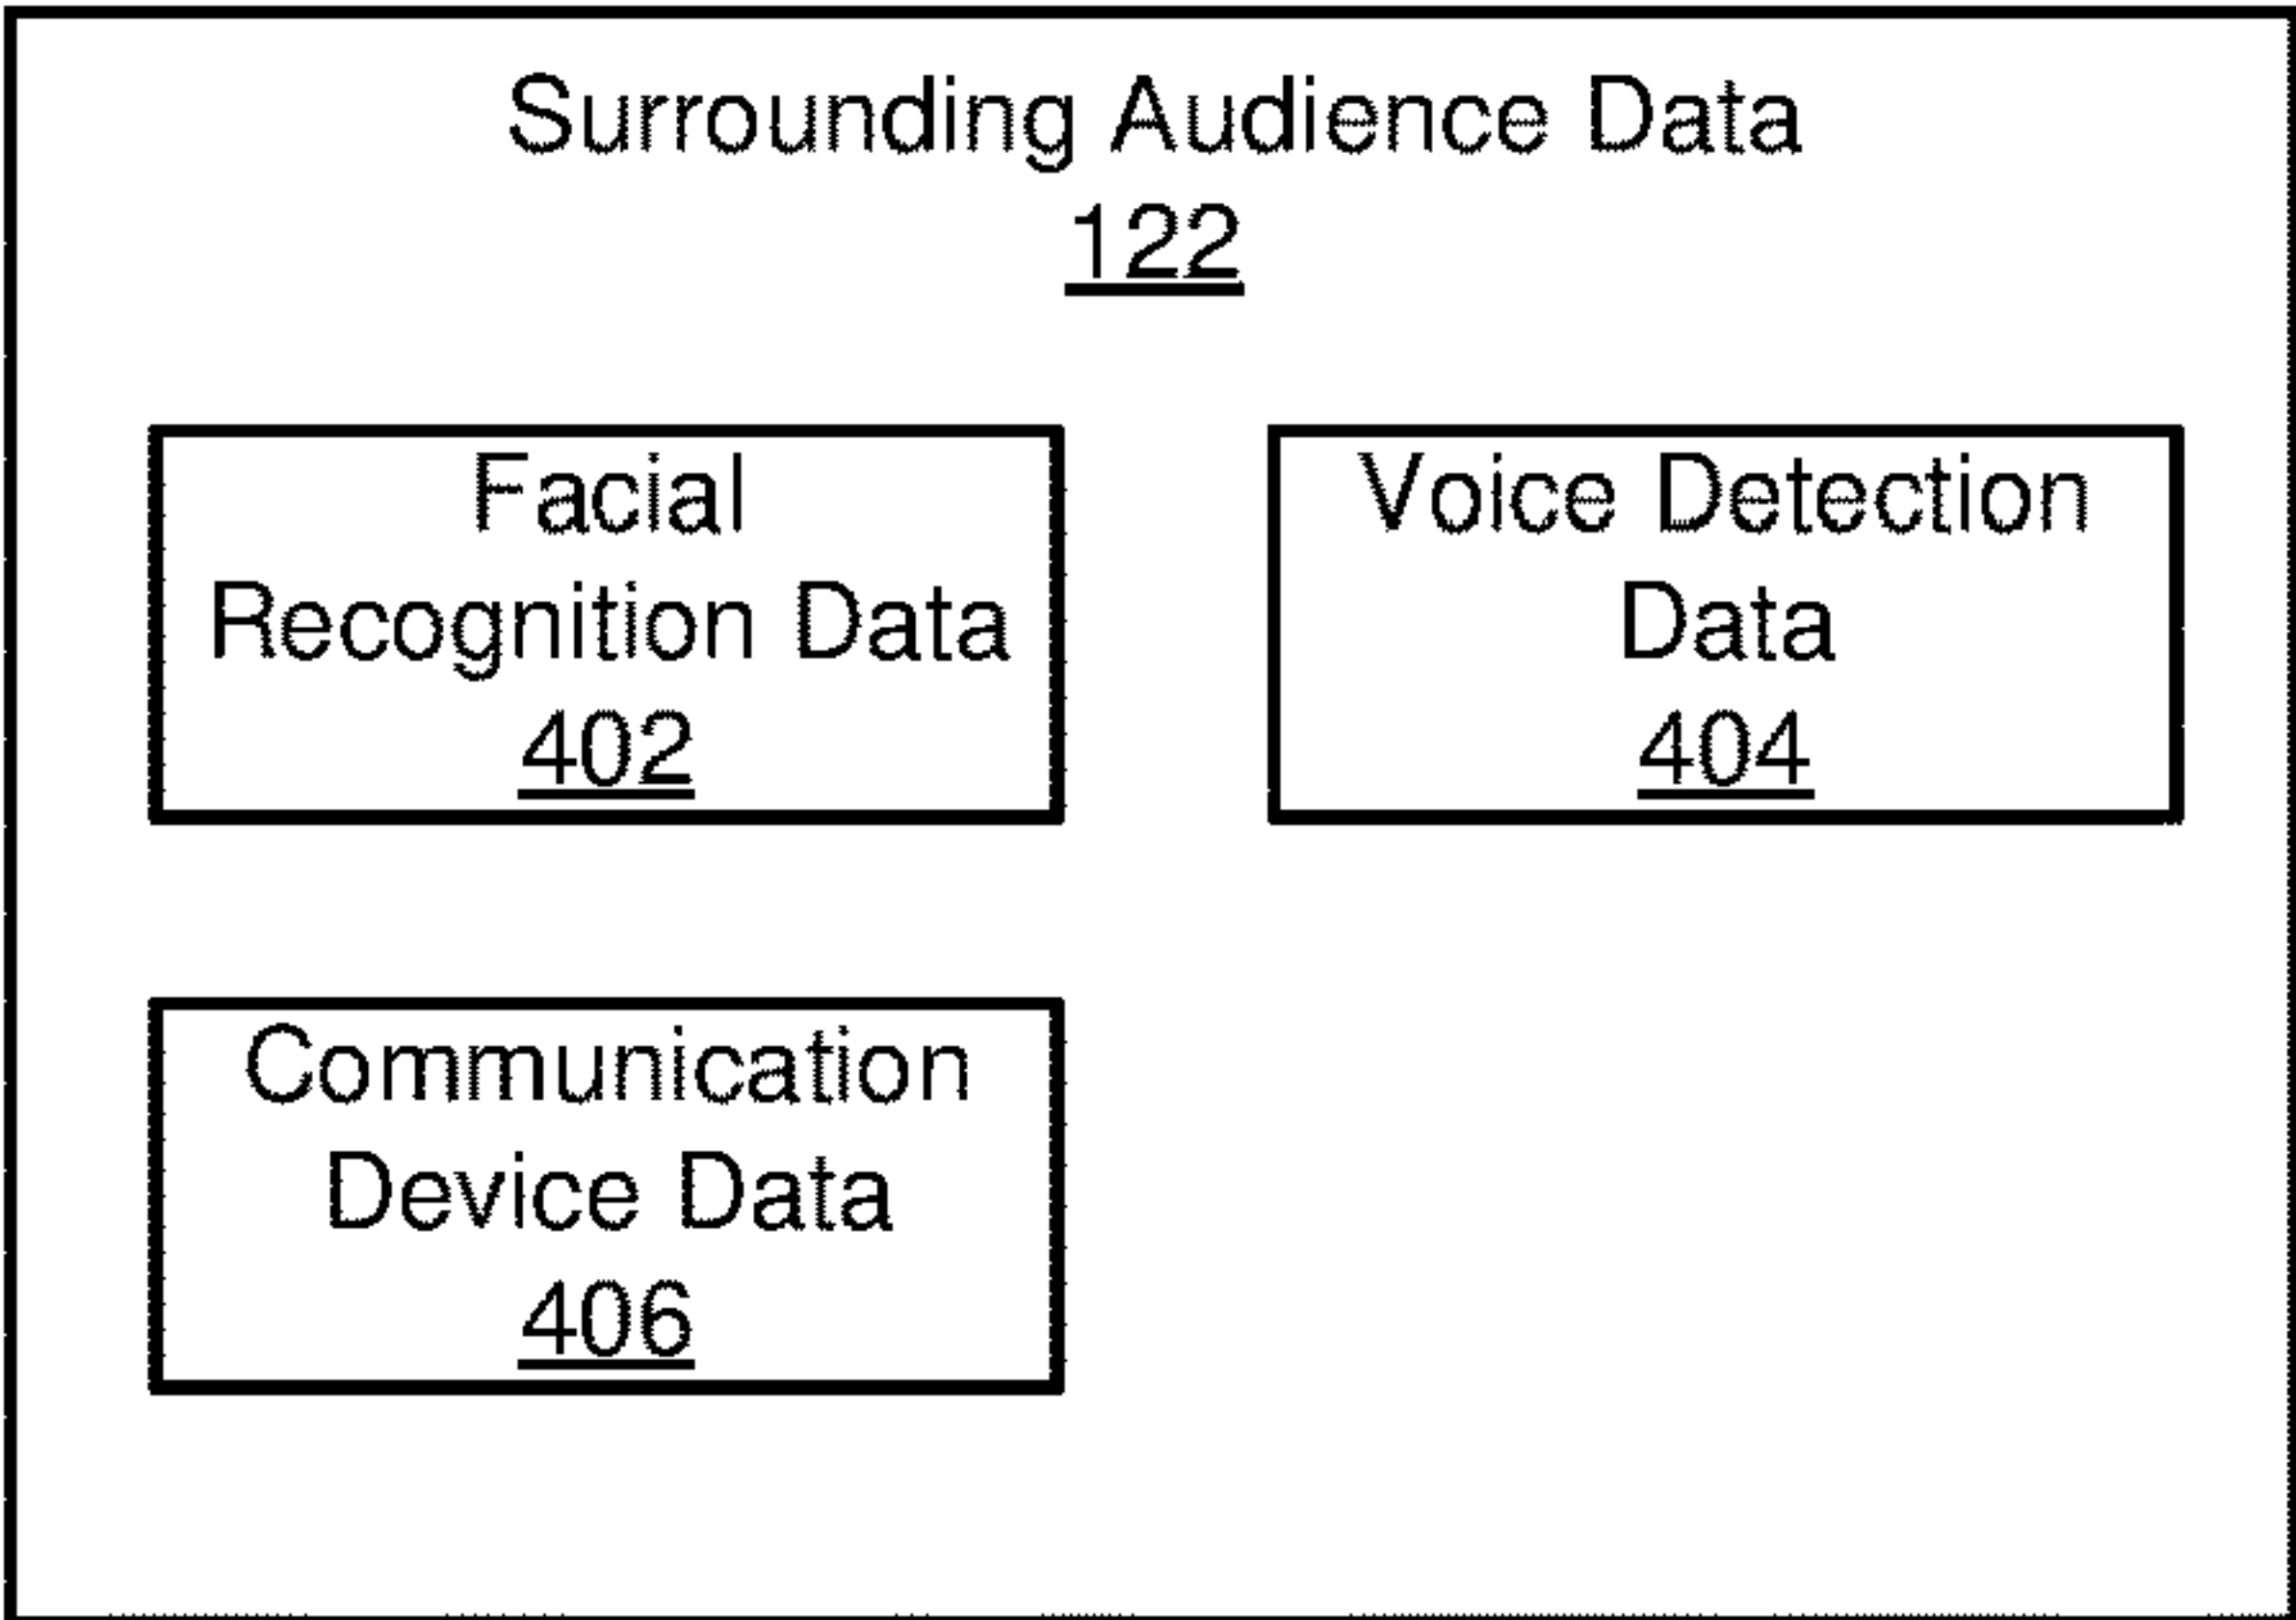 Surrounding Audience Data
122
Facial
Recognition Data
402
Voice Detection
Data
404
Communication
Device Data
406